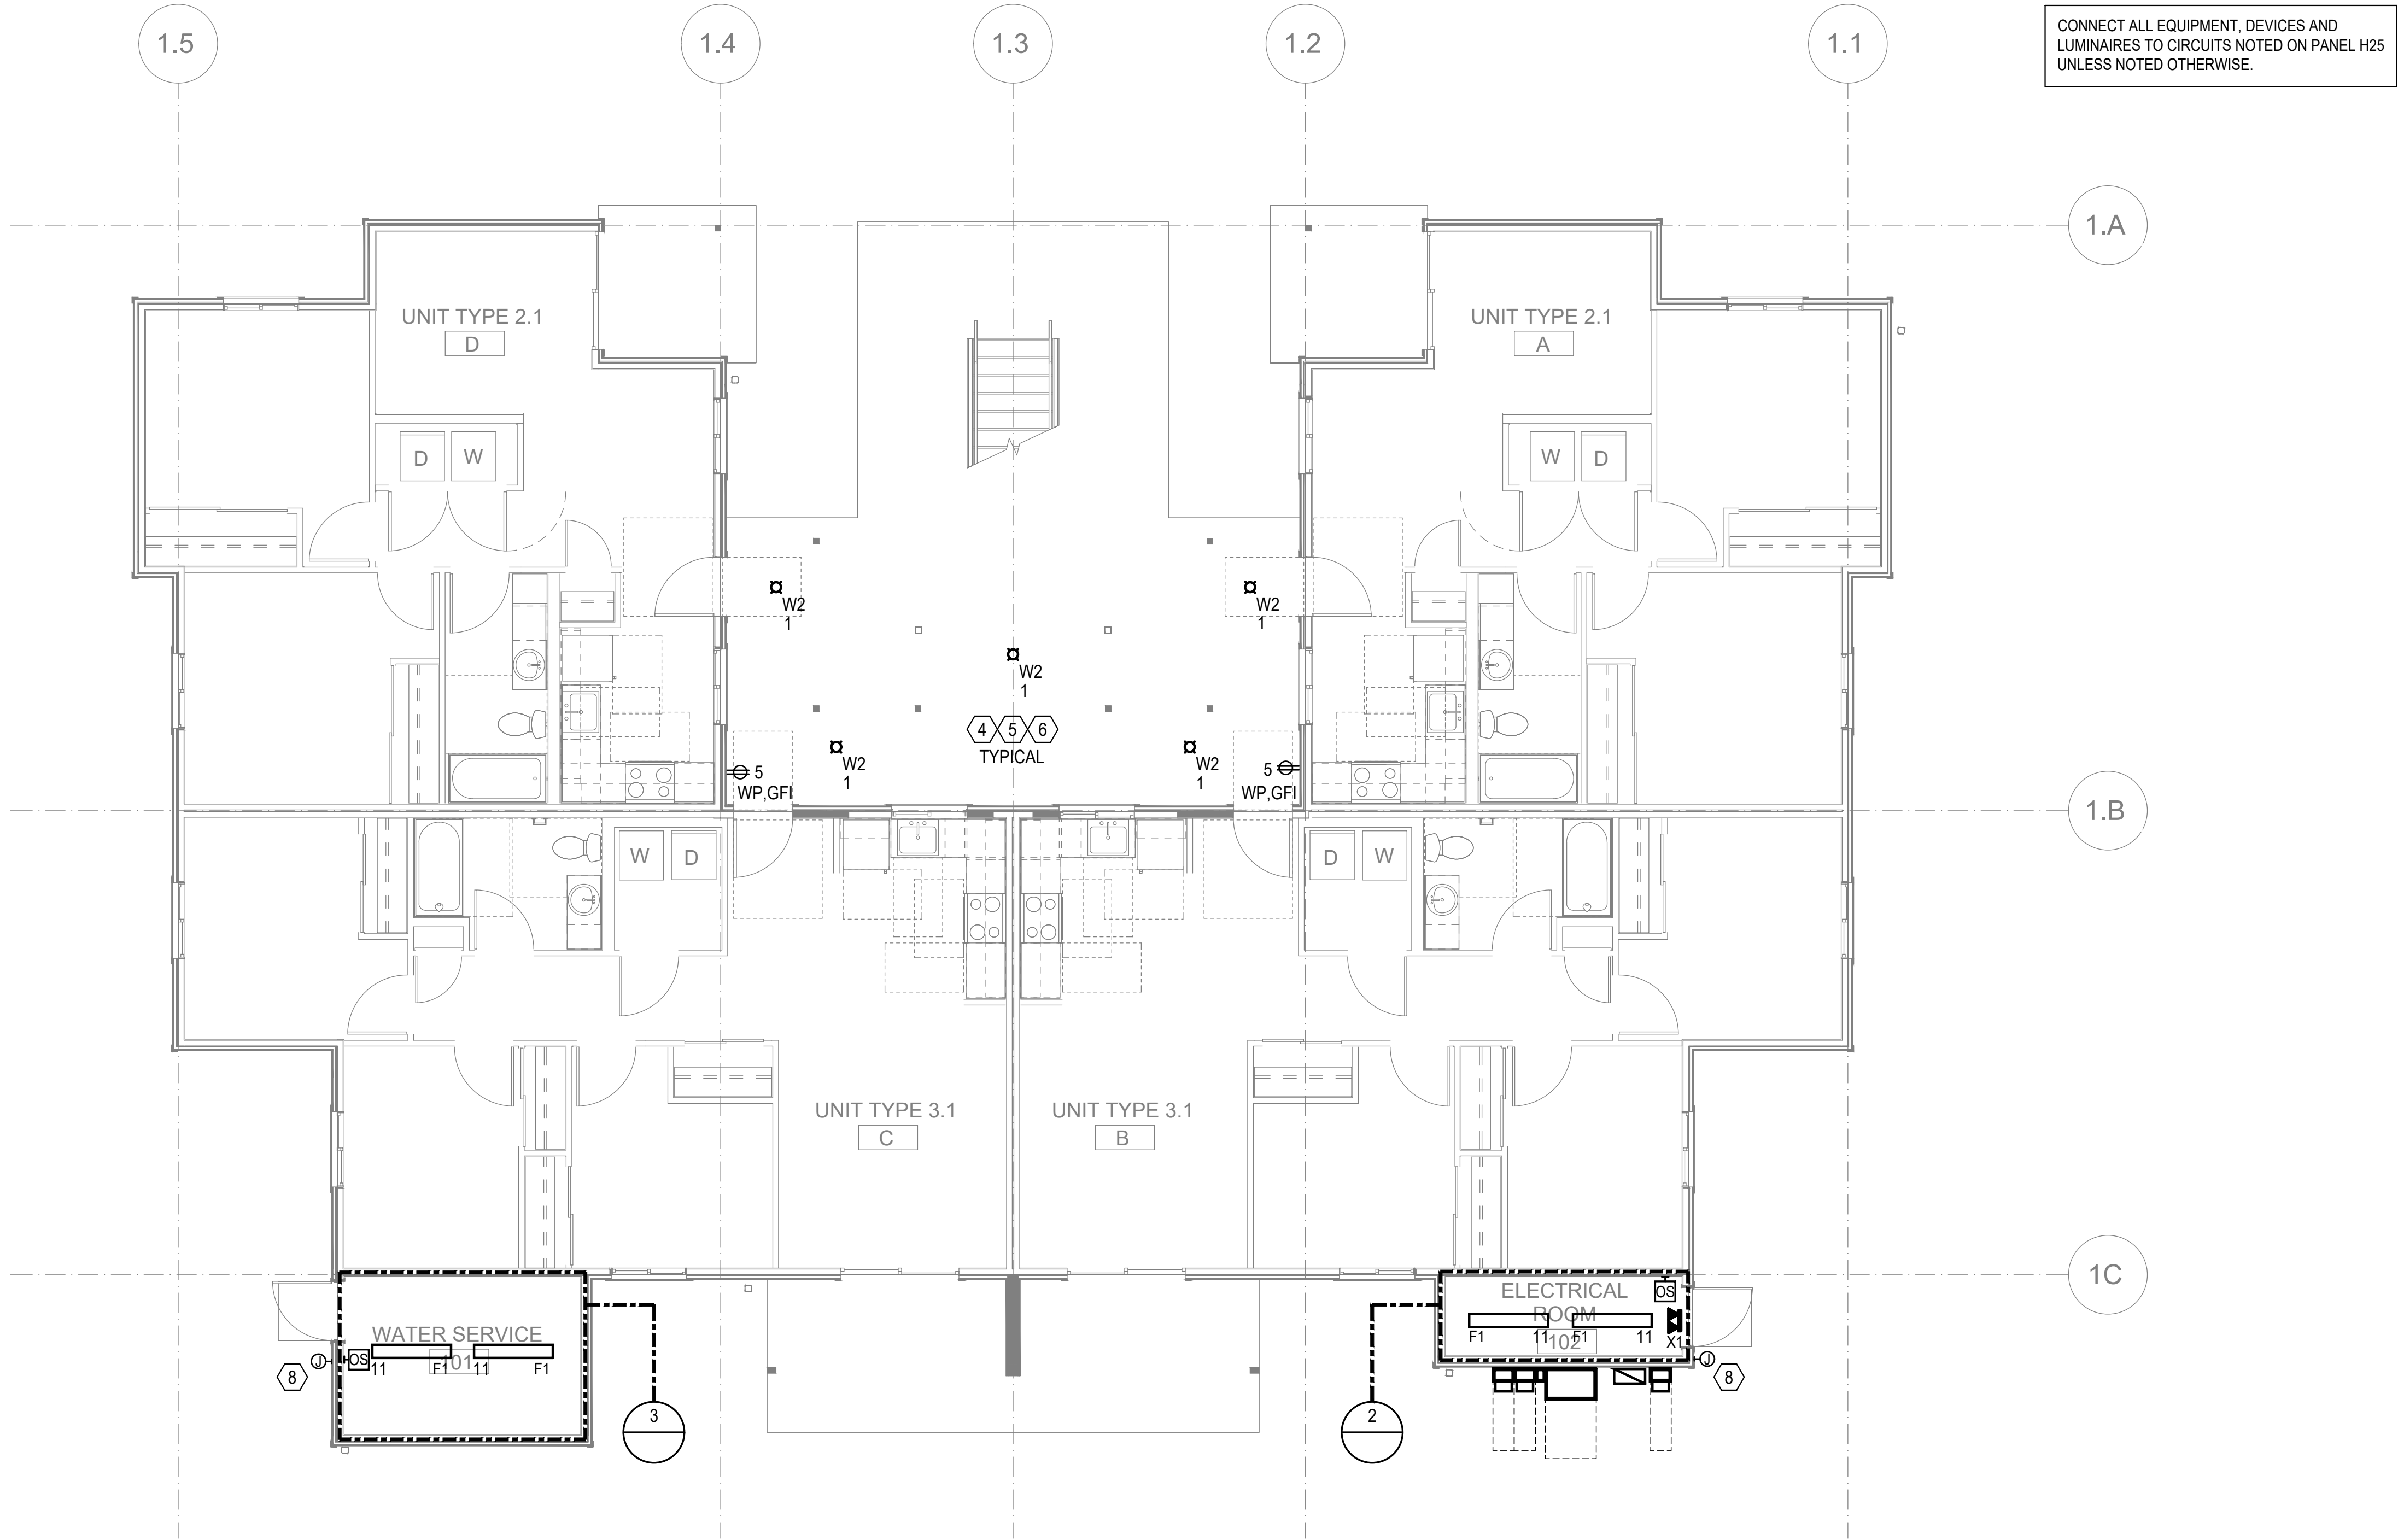 1.5
1.4
1.3
1.2
1.1
CONNECT ALL EQUIPMENT, DEVICES AND
LUMINAIRES TO CIRCUITS NOTED ON PANEL H25
UNLESS NOTED OTHERWISE.
1.A
UNIT TYPE 2.1
D
UNIT TYPE 2.1
A
D
W
W
D
W2
1
W2
1
W2
1
4
5
6
TYPICAL
W2
1
W2
1
5
WP,GFI
5
WP,GFI
1.B
W
D
D
W
UNIT TYPE 3.1
C
UNIT TYPE 3.1
B
1C
WATER SERVICE
101
J
OS
11
F1
11
F1
8
3
ELECTRICAL
ROOM
102
OS
F1
11
F1
11
X1
J
8
2